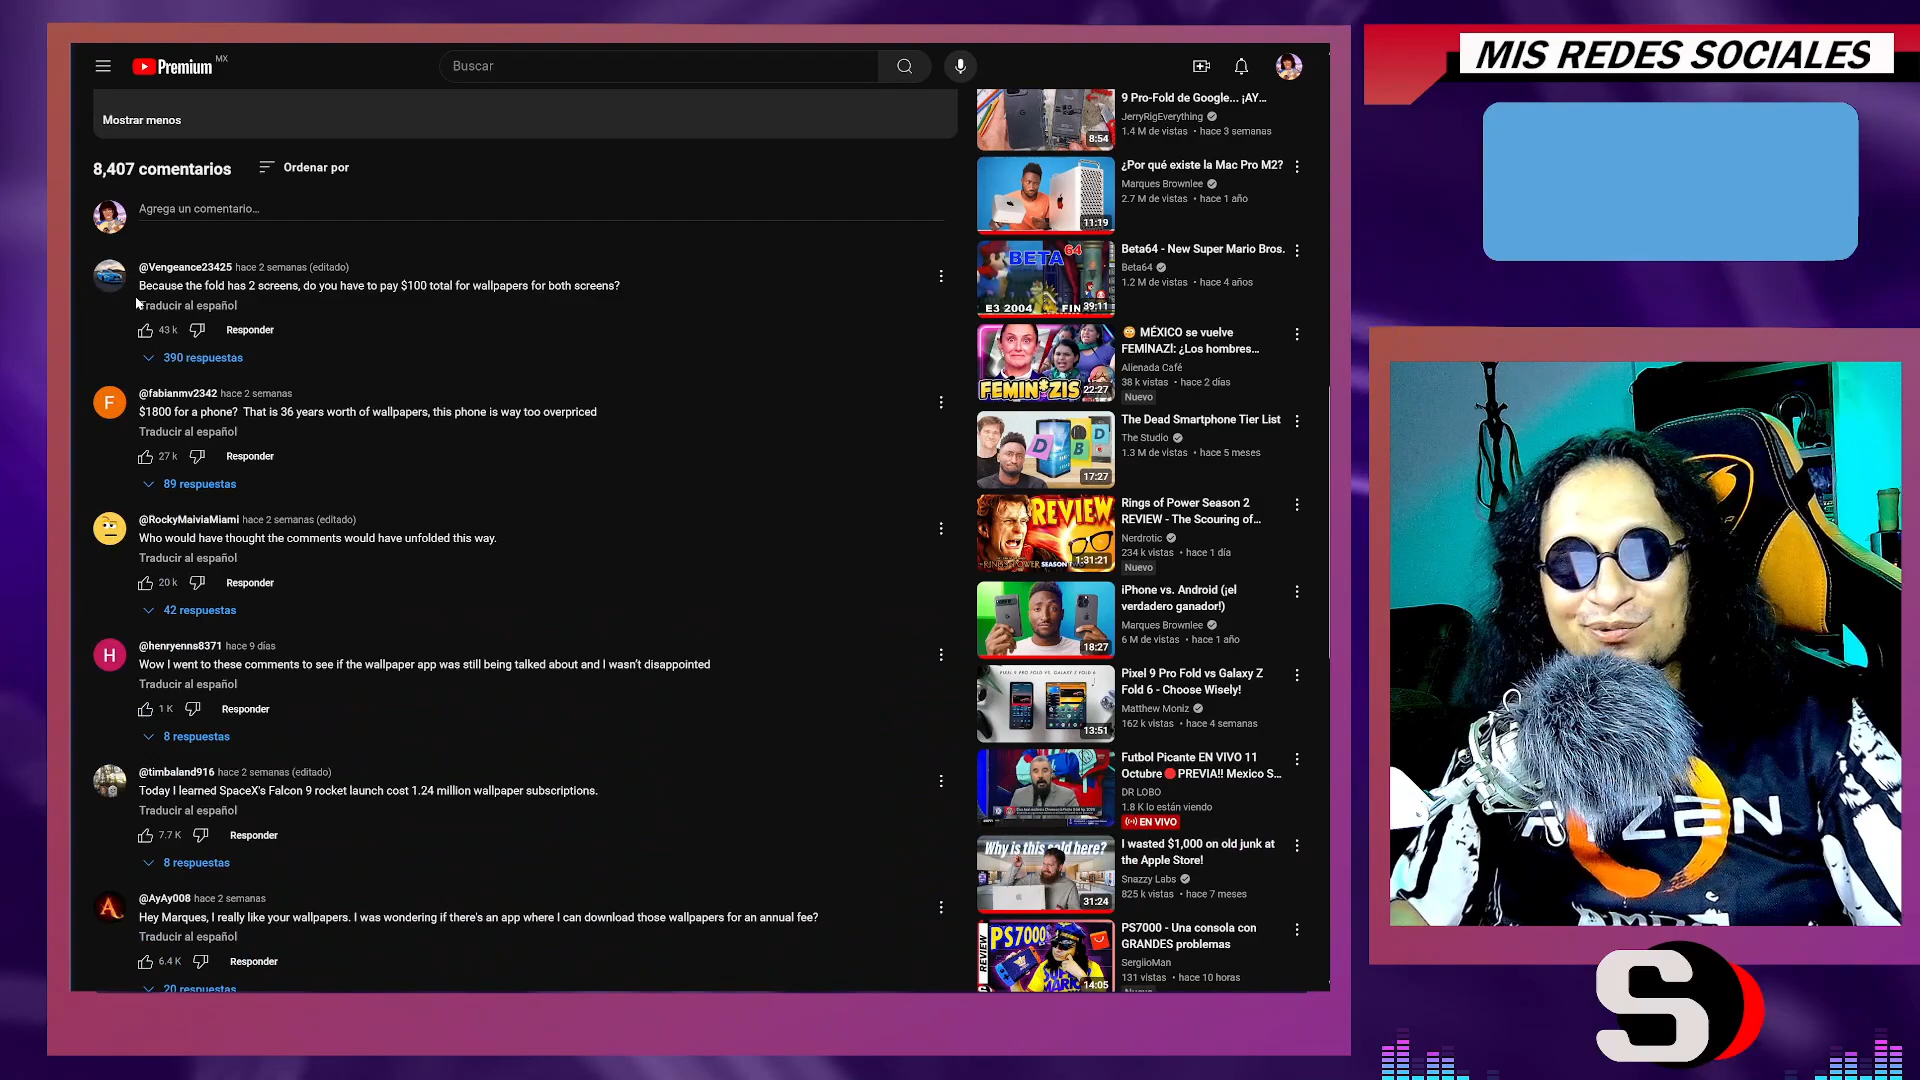 Premium
MX
Buscar
Mostrar menos
8,407 comentarios
Ordenar por
Agrega un comentario...
@Vengeance23425 hace 2 semanas (editado)
Because the fold has 2 screens, do you have to pay $100 total for wallpapers for both screens?
Traducir al español
43 k
Responder
390 respuestas
@fabianmv2342 hace 2 semanas
$1800 for a phone? That is 36 years worth of wallpapers, this phone is way too overpriced
Traducir al español
27 k
Responder
89 respuestas
@RockyMaiviaMiami hace 2 semanas (editado)
Who would have thought the comments would have unfolded this way.
Traducir al español
20 k
Responder
42 respuestas
@henryenns8371 hace 9 días
Wow I went to these comments to see if the wallpaper app was still being talked about and I wasn't disappointed
Traducir al español
1 K
Responder
8 respuestas
@timbaland916 hace 2 semanas (editado)
Today I learned SpaceX's Falcon 9 rocket launch cost 1.24 million wallpaper subscriptions.
Traducir al español
7.7 K
Responder
8 respuestas
@AyAy008 hace 2 semanas
Hey Marques, I really like your wallpapers. I was wondering if there's an app where I can download those wallpapers for an annual fee?
Traducir al español
6.4 K
Responder
20 respuestas
F
H
9 Pro-Fold de Google... ¡AY...
JerryRigEverything
1.4 M de vistas • hace 3 semanas
8:54
¿Por qué existe la Mac Pro M2?
Marques Brownlee
2.7 M de vistas • hace 1 año
11:19
Beta64 - New Super Mario Bros.
Beta64
1.2 M de vistas • hace 4 años
BETA 64
E3 2004
FIN
39:11
😳 MÉXICO se vuelve
FEMINAZI: ¿Los hombres...
Alienada Café
38 k vistas • hace 2 días
Nuevo
FEMIN*ZIS
22:27
The Dead Smartphone Tier List
The Studio
1.3 M de vistas • hace 5 meses
D
D
B
17:27
Rings of Power Season 2
REVIEW - The Scouring of...
Nerdrotic
234 k vistas • hace 1 día
Nuevo
REVIEW
1:31:21
iPhone vs. Android (¡el
verdadero ganador!)
Marques Brownlee
6 M de vistas • hace 1 año
18:27
Pixel 9 Pro Fold vs Galaxy Z
Fold 6 - Choose Wisely!
Matthew Moniz
162 k vistas • hace 4 semanas
PIXEL 9 PRO FOLD VS. GALAXY Z FOLD 6
13:51
Futbol Picante EN VIVO 11
Octubre 🔴PREVIA!! Mexico S...
DR LOBO
1.8 K lo están viendo
EN VIVO
I wasted $1,000 on old junk at
the Apple Store!
Snazzy Labs
825 k vistas • hace 7 meses
Why is this sold here?
31:24
PS7000 - Una consola con
GRANDES problemas
SergiioMan
131 vistas • hace 10 horas
PS7000
REVIEW
14:05
MIS REDES SOCIALES
RYZEN
S